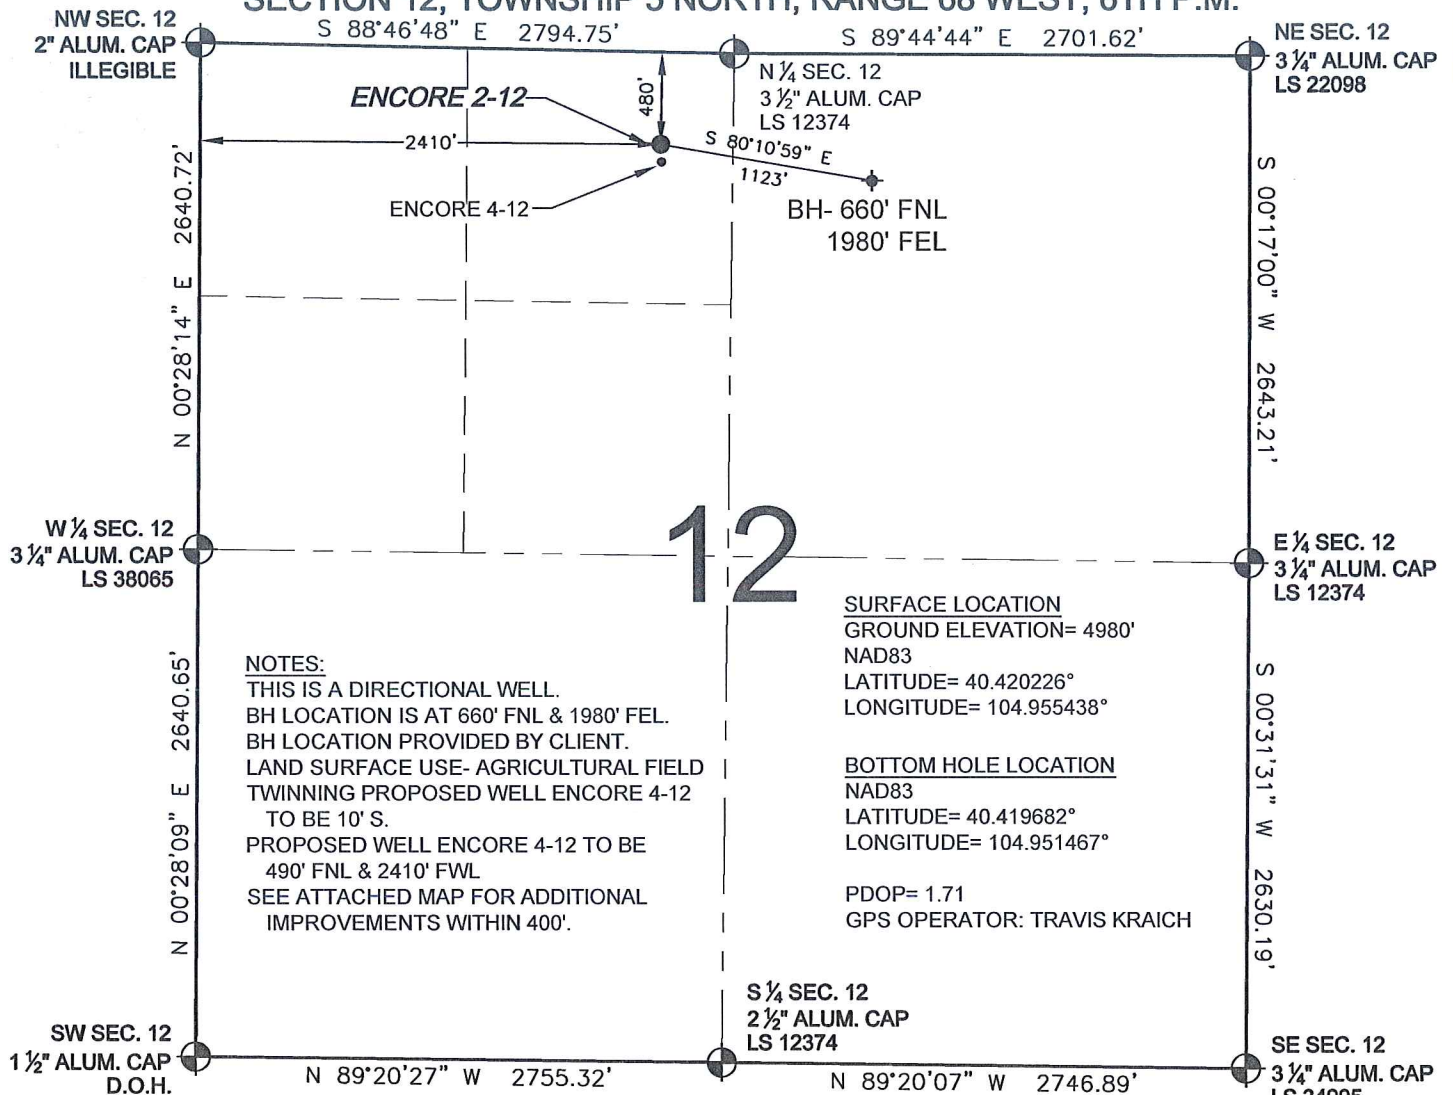 SECTION 12, TOWNSHIP 5 NORTH, RANGE 68 WEST, 6TH P.M.
NW SEC. 12
2" ALUM. CAP
ILLEGIBLE
S 88°46'48" E 2794.75'
S 89°44'44" E 2701.62'
NE SEC. 12
3 ¼" ALUM. CAP
LS 22098
N ¼ SEC. 12
3 ½" ALUM. CAP
LS 12374
ENCORE 2-12
480'
2410'
S 80°10'59" E
1123'
ENCORE 4-12
BH- 660' FNL
1980' FEL
N 00°28'14" E 2640.72'
S 00°17'00" W 2643.21'
W ¼ SEC. 12
3 ¼" ALUM. CAP
LS 38065
12
E ¼ SEC. 12
3 ¼" ALUM. CAP
LS 12374
NOTES:
THIS IS A DIRECTIONAL WELL.
BH LOCATION IS AT 660' FNL & 1980' FEL.
BH LOCATION PROVIDED BY CLIENT.
LAND SURFACE USE- AGRICULTURAL FIELD
TWINNING PROPOSED WELL ENCORE 4-12
TO BE 10' S.
PROPOSED WELL ENCORE 4-12 TO BE
490' FNL & 2410' FWL
SEE ATTACHED MAP FOR ADDITIONAL
IMPROVEMENTS WITHIN 400'.
SURFACE LOCATION
GROUND ELEVATION= 4980'
NAD83
LATITUDE= 40.420226°
LONGITUDE= 104.955438°
BOTTOM HOLE LOCATION
NAD83
LATITUDE= 40.419682°
LONGITUDE= 104.951467°
PDOP= 1.71
GPS OPERATOR: TRAVIS KRAICH
N 00°28'09" E 2640.65'
S 00°31'31" W 2630.19'
SW SEC. 12
1 ½" ALUM. CAP
D.O.H.
S ¼ SEC. 12
2 ½" ALUM. CAP
LS 12374
N 89°20'27" W 2755.32'
N 89°20'07" W 2746.89'
SE SEC. 12
3 ¼" ALUM. CAP
LS